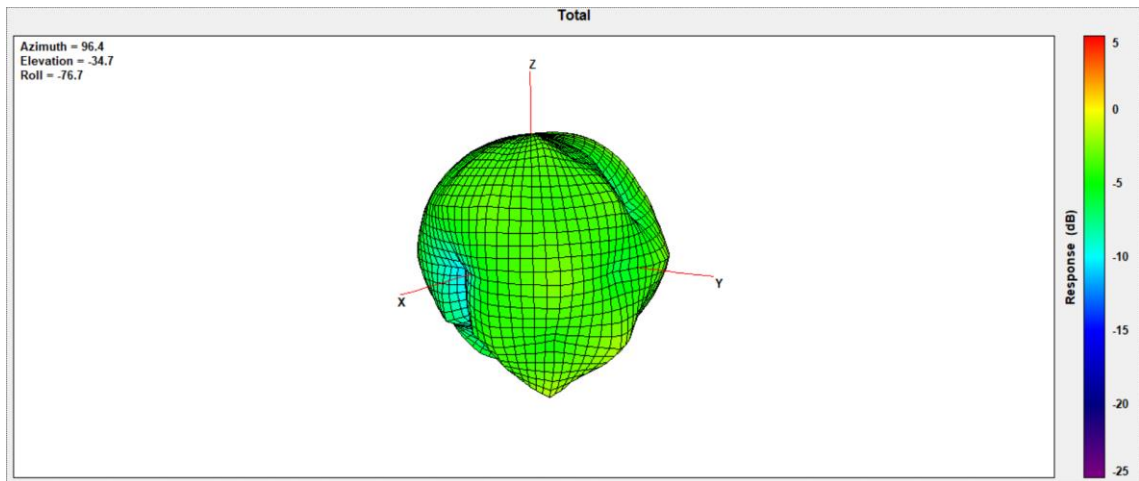 Total
Azimuth = 96.4
Elevation = -34.7
Roll = -76.7
Z
X
Y
5
0
-5
-10
-15
-20
-25
Response (dB)